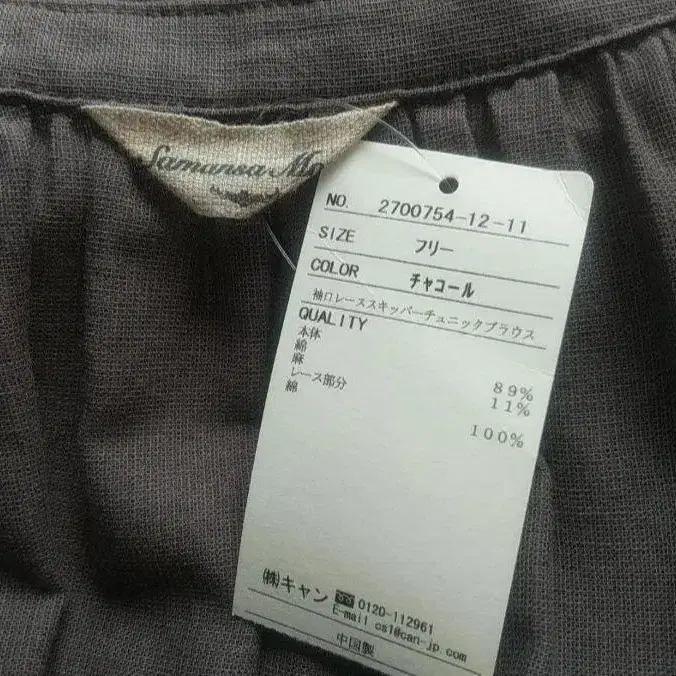 Samansa
NO. 2700754-12-11
SIZE フリー
COLOR チャコール
袖口レーススキッパーチュニックブラウス
QUALITY
本体
綿 89%
麻 11%
レース部分
綿 100%
㈱キャン ☎ 0120-112961
E-mail cs1@can-jp.com
中国製